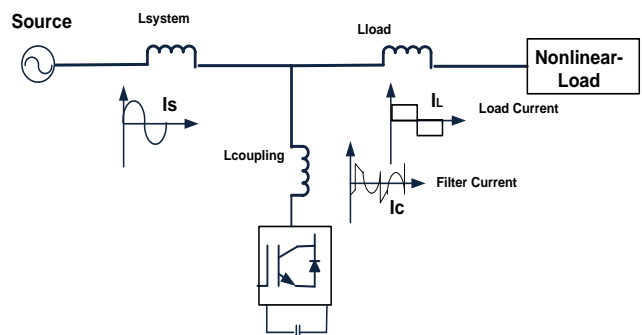 Source
Lsystem
Lload
Nonlinear-
Load
Is
IL
Load Current
Lcoupling
Filter Current
Ic